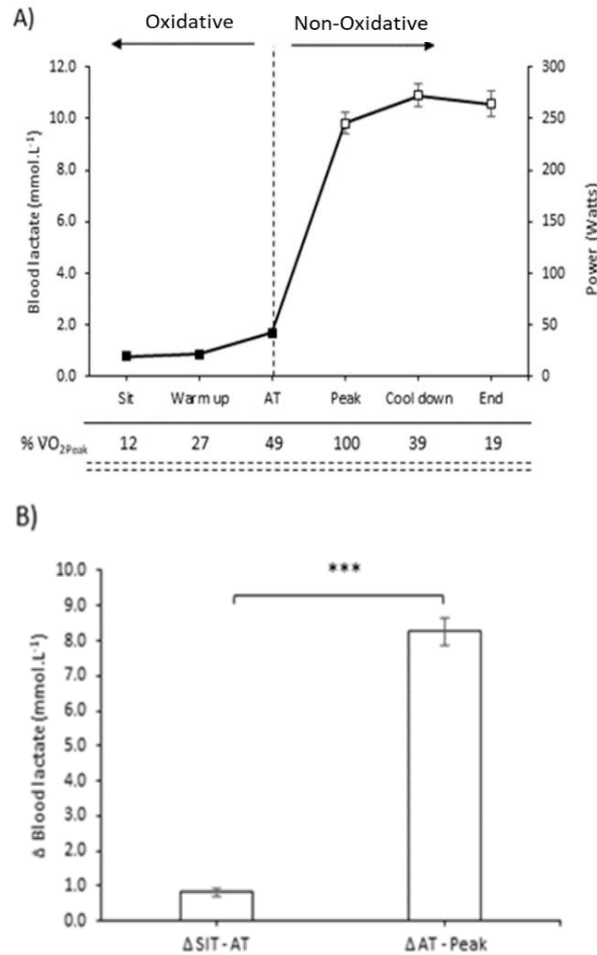 A)
Oxidative Non-Oxidative
12.0 300
10.0 250
8.0 200
6.0 150
4.0 100
2.0 50
0.0 0
Blood lactate (mmol.L⁻¹)
Power (Watts)
Sit Warm up AT Peak Cool down End
% VO₂Peak 12 27 49 100 39 19
B)
***
10.0
9.0
8.0
7.0
6.0
5.0
4.0
3.0
2.0
1.0
0.0
Δ Blood lactate (mmol.L⁻¹)
Δ SIT - AT Δ AT - Peak